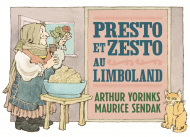 PRESTO
ET ZESTO
AU
LIMBOLAND
ARTHUR YORINKS
MAURICE SENDAK